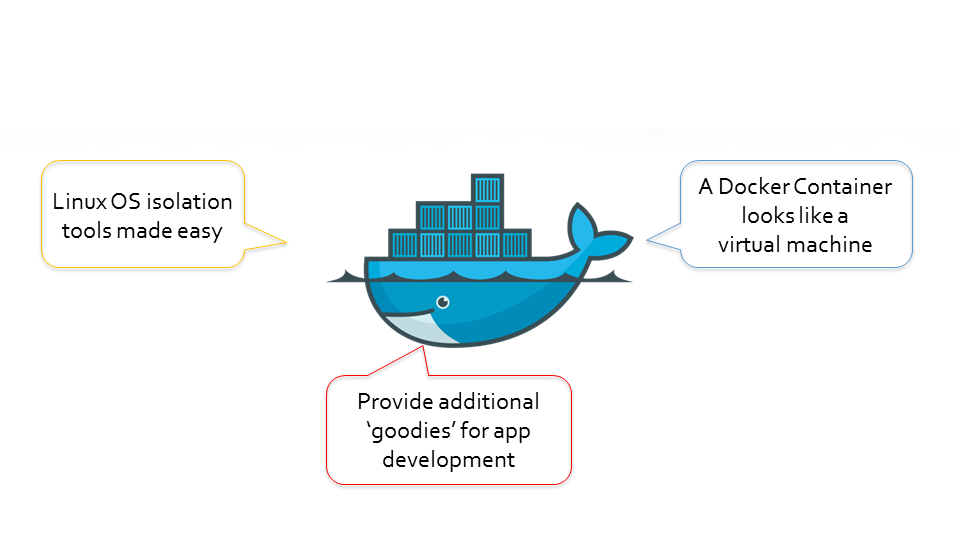 Linux OS isolation
tools made easy
A Docker Container
looks like a
virtual machine
Provide additional
‘goodies’ for app
development